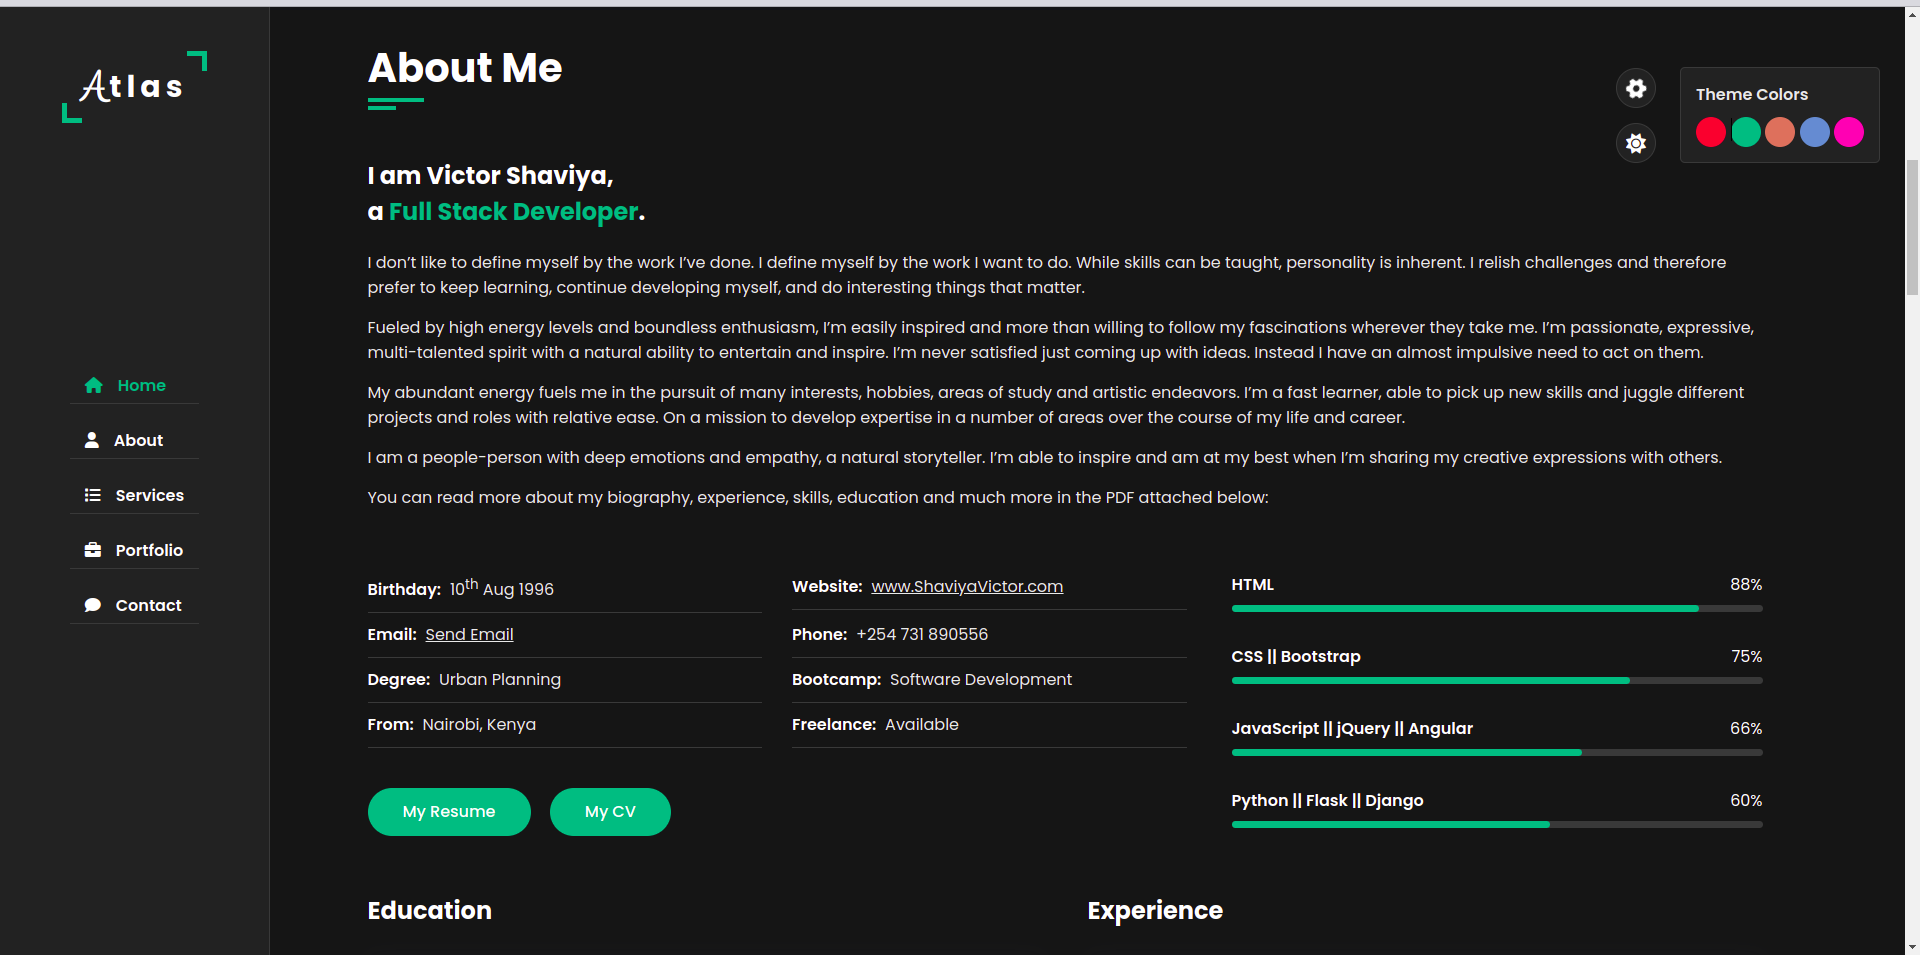 Atlas
Home
About
Services
Portfolio
Contact
About Me
Theme Colors
I am Victor Shaviya,
a Full Stack Developer.
I don’t like to define myself by the work I’ve done. I define myself by the work I want to do. While skills can be taught, personality is inherent. I relish challenges and therefore
prefer to keep learning, continue developing myself, and do interesting things that matter.
Fueled by high energy levels and boundless enthusiasm, I’m easily inspired and more than willing to follow my fascinations wherever they take me. I’m passionate, expressive,
multi-talented spirit with a natural ability to entertain and inspire. I’m never satisfied just coming up with ideas. Instead I have an almost impulsive need to act on them.
My abundant energy fuels me in the pursuit of many interests, hobbies, areas of study and artistic endeavors. I’m a fast learner, able to pick up new skills and juggle different
projects and roles with relative ease. On a mission to develop expertise in a number of areas over the course of my life and career.
I am a people-person with deep emotions and empathy, a natural storyteller. I’m able to inspire and am at my best when I’m sharing my creative expressions with others.
You can read more about my biography, experience, skills, education and much more in the PDF attached below:
Birthday: 10th Aug 1996
Email: Send Email
Degree: Urban Planning
From: Nairobi, Kenya
Website: www.ShaviyaVictor.com
Phone: +254 731 890556
Bootcamp: Software Development
Freelance: Available
HTML 88%
CSS || Bootstrap 75%
JavaScript || jQuery || Angular 66%
Python || Flask || Django 60%
My Resume
My CV
Education
Experience